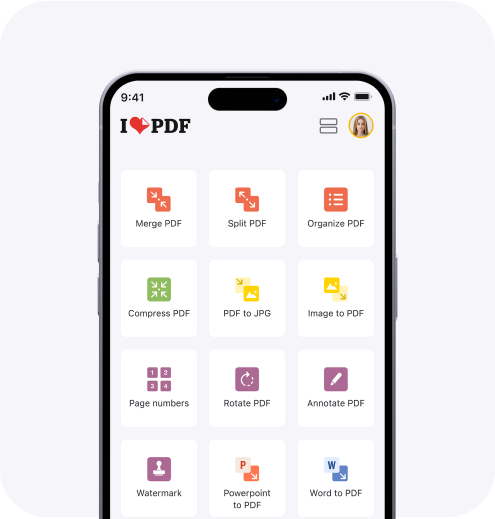 9:41
I PDF
Merge PDF
Split PDF
Organize PDF
Compress PDF
PDF to JPG
Image to PDF
1 2
3 4
Page numbers
Rotate PDF
Annotate PDF
Watermark
P
Powerpoint
to PDF
W
Word to PDF